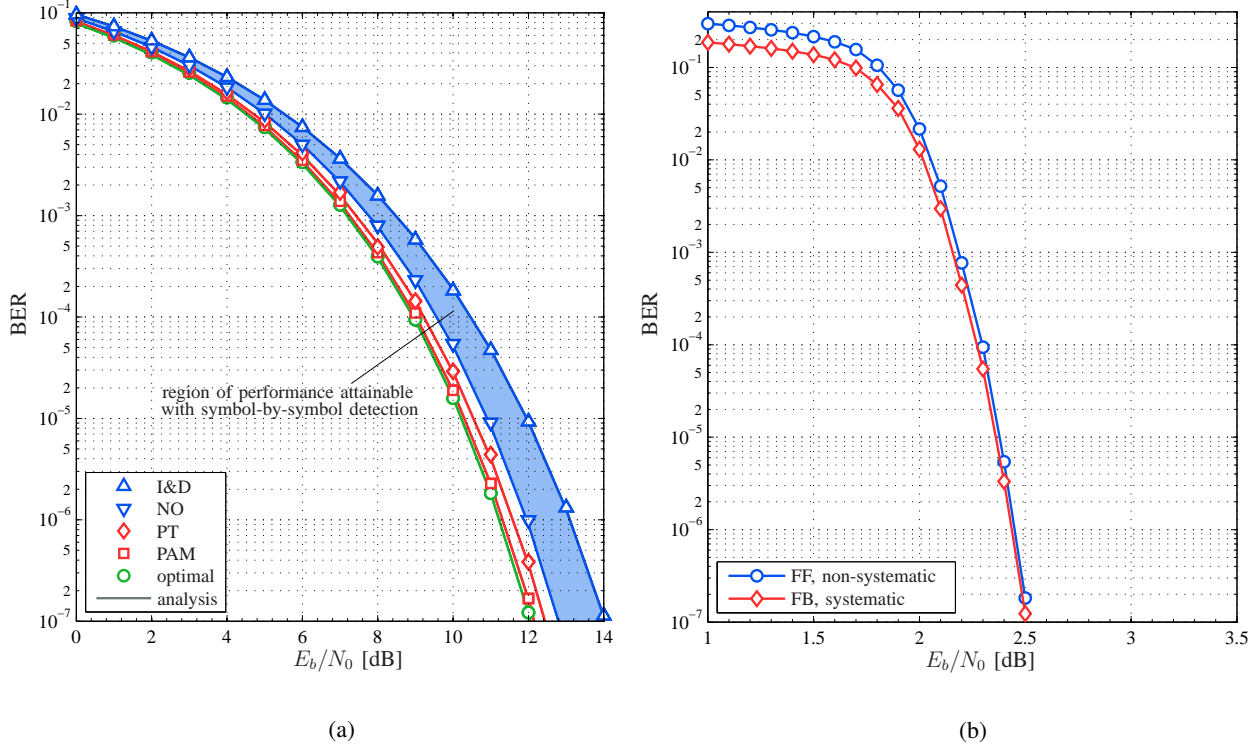 10⁻¹
5
2
10⁻²
5
2
10⁻³
5
2
10⁻⁴
5
2
10⁻⁵
5
2
10⁻⁶
5
2
10⁻⁷
BER
region of performance attainable
with symbol-by-symbol detection
I&D
NO
PT
PAM
optimal
analysis
0 2 4 6 8 10 12 14
E_b/N_0 [dB]
(a)
2
10⁻¹
5
2
10⁻²
5
2
10⁻³
5
2
10⁻⁴
5
2
10⁻⁵
5
2
10⁻⁶
5
2
10⁻⁷
BER
FF, non-systematic
FB, systematic
1 1.5 2 2.5 3 3.5
E_b/N_0 [dB]
(b)